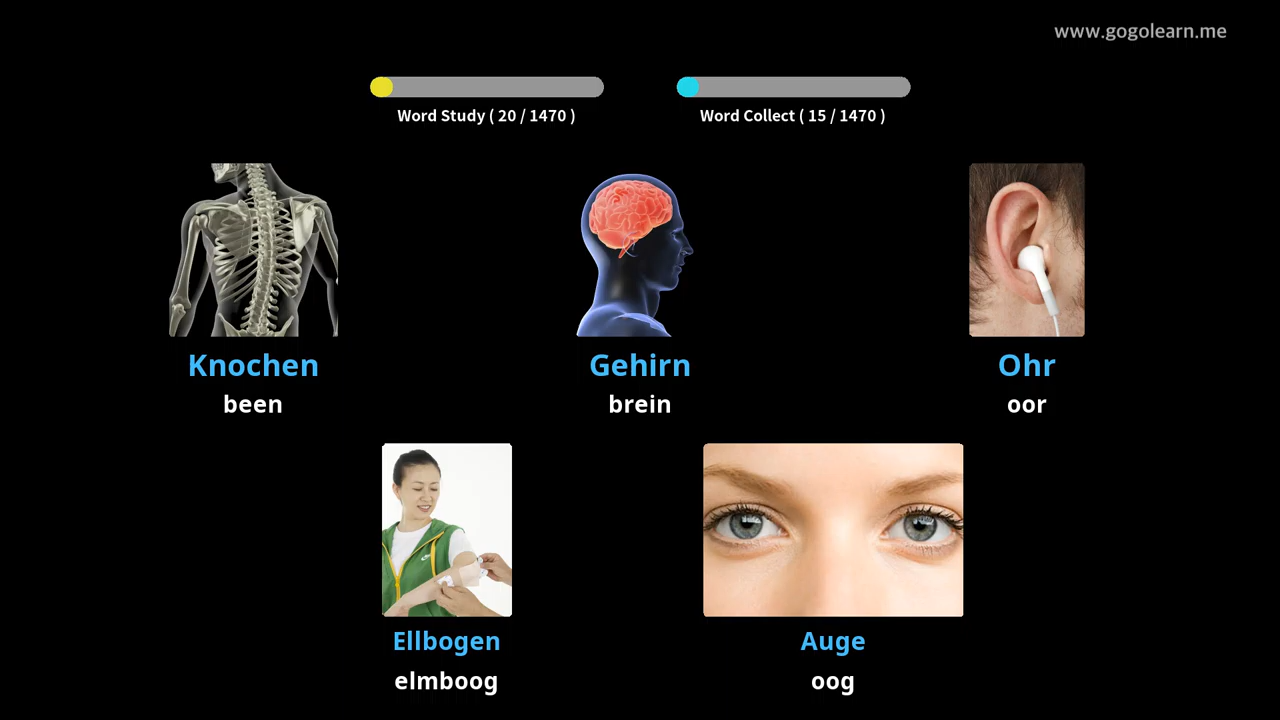 www.gogolearn.me
Word Study ( 20 / 1470 )
Word Collect ( 15 / 1470 )
Knochen
been
Gehirn
brein
Ohr
oor
Ellbogen
elmboog
Auge
oog